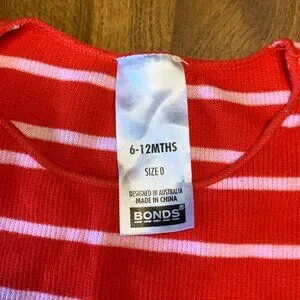 6-12MTHS
SIZE 0
DESIGNED IN AUSTRALIA
MADE IN CHINA
BONDS